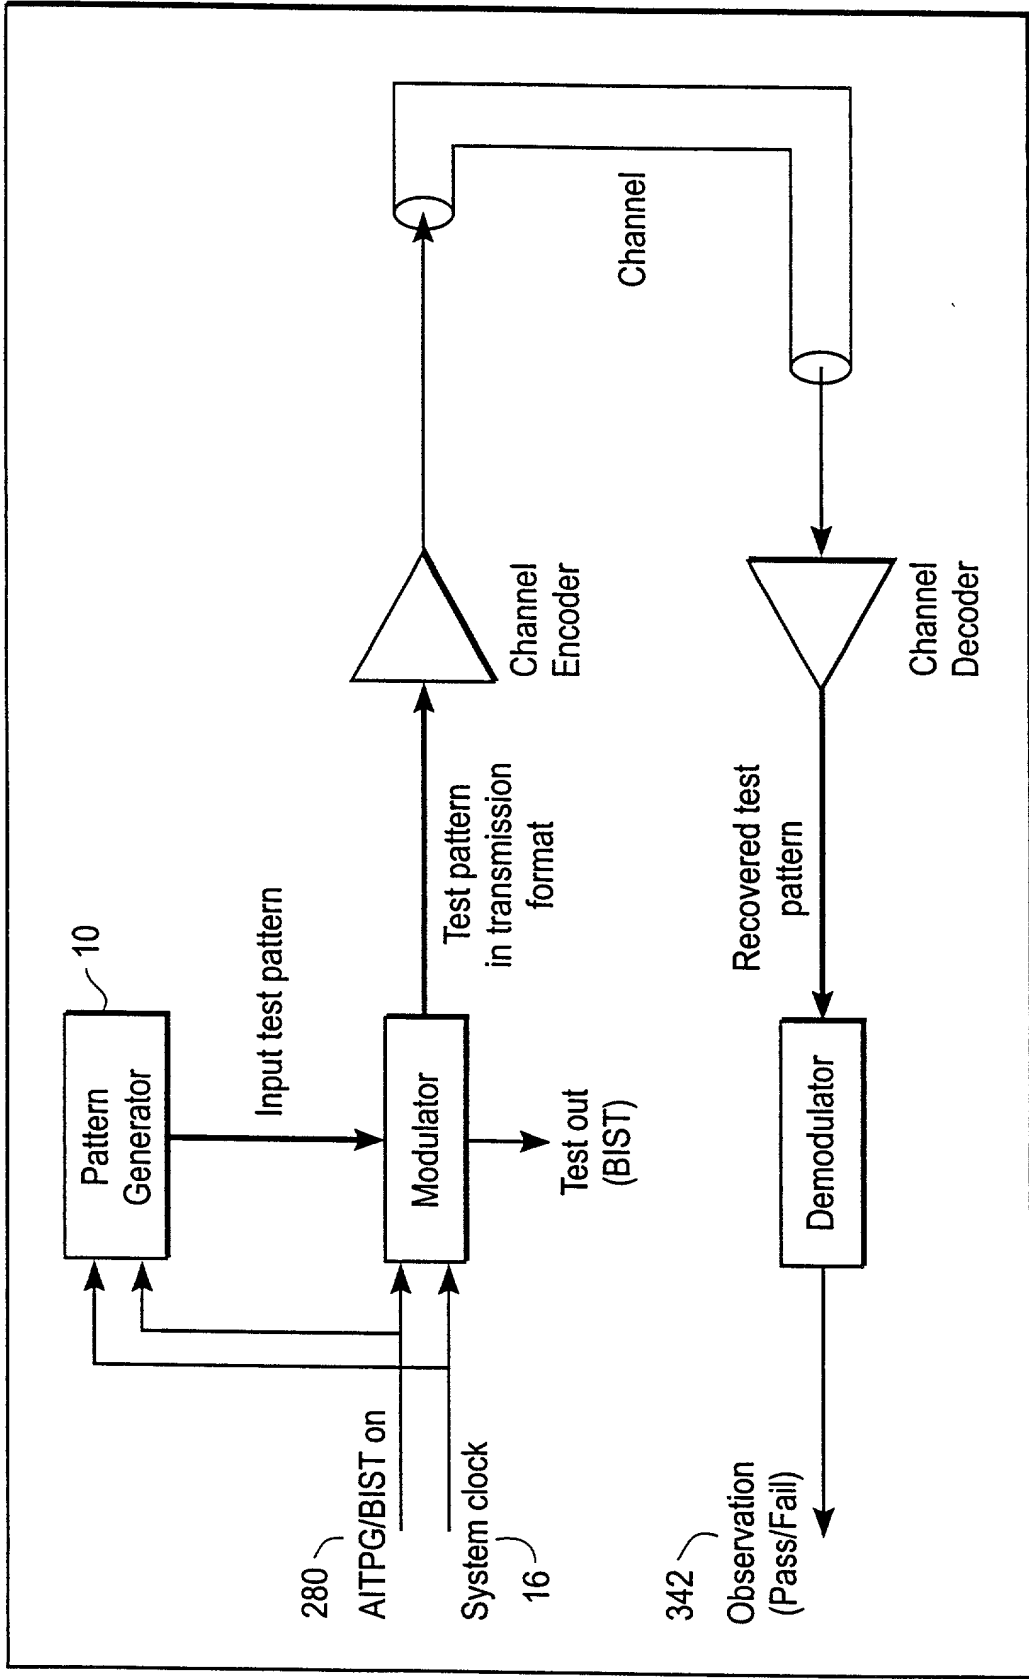 Pattern
Generator
10
Input test pattern
280
AITPG/BIST on
System clock
16
Modulator
Test out
(BIST)
Test pattern
in transmission
format
Channel
Encoder
Channel
Channel
Decoder
Recovered test
pattern
Demodulator
342
Observation
(Pass/Fail)